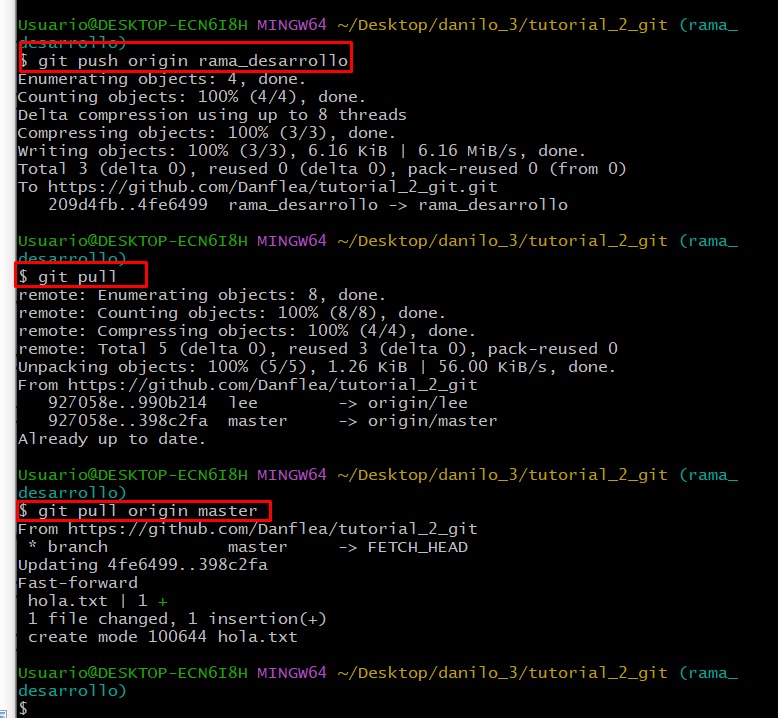 Usuario@DESKTOP-ECN6I8H MINGW64 ~/Desktop/danilo_3/tutorial_2_git (rama_
desarrollo)
$ git push origin rama_desarrollo
Enumerating objects: 4, done.
Counting objects: 100% (4/4), done.
Delta compression using up to 8 threads
Compressing objects: 100% (3/3), done.
Writing objects: 100% (3/3), 6.16 KiB | 6.16 MiB/s, done.
Total 3 (delta 0), reused 0 (delta 0), pack-reused 0 (from 0)
To https://github.com/Danflea/tutorial_2_git.git
   209d4fb..4fe6499  rama_desarrollo -> rama_desarrollo
Usuario@DESKTOP-ECN6I8H MINGW64 ~/Desktop/danilo_3/tutorial_2_git (rama_
desarrollo)
$ git pull
remote: Enumerating objects: 8, done.
remote: Counting objects: 100% (8/8), done.
remote: Compressing objects: 100% (4/4), done.
remote: Total 5 (delta 0), reused 3 (delta 0), pack-reused 0
Unpacking objects: 100% (5/5), 1.26 KiB | 56.00 KiB/s, done.
From https://github.com/Danflea/tutorial_2_git
   927058e..990b214  lee        -> origin/lee
   927058e..398c2fa  master     -> origin/master
Already up to date.
Usuario@DESKTOP-ECN6I8H MINGW64 ~/Desktop/danilo_3/tutorial_2_git (rama_
desarrollo)
$ git pull origin master
From https://github.com/Danflea/tutorial_2_git
 * branch            master     -> FETCH_HEAD
Updating 4fe6499..398c2fa
Fast-forward
 hola.txt | 1 +
 1 file changed, 1 insertion(+)
 create mode 100644 hola.txt
Usuario@DESKTOP-ECN6I8H MINGW64 ~/Desktop/danilo_3/tutorial_2_git (rama_
desarrollo)
$